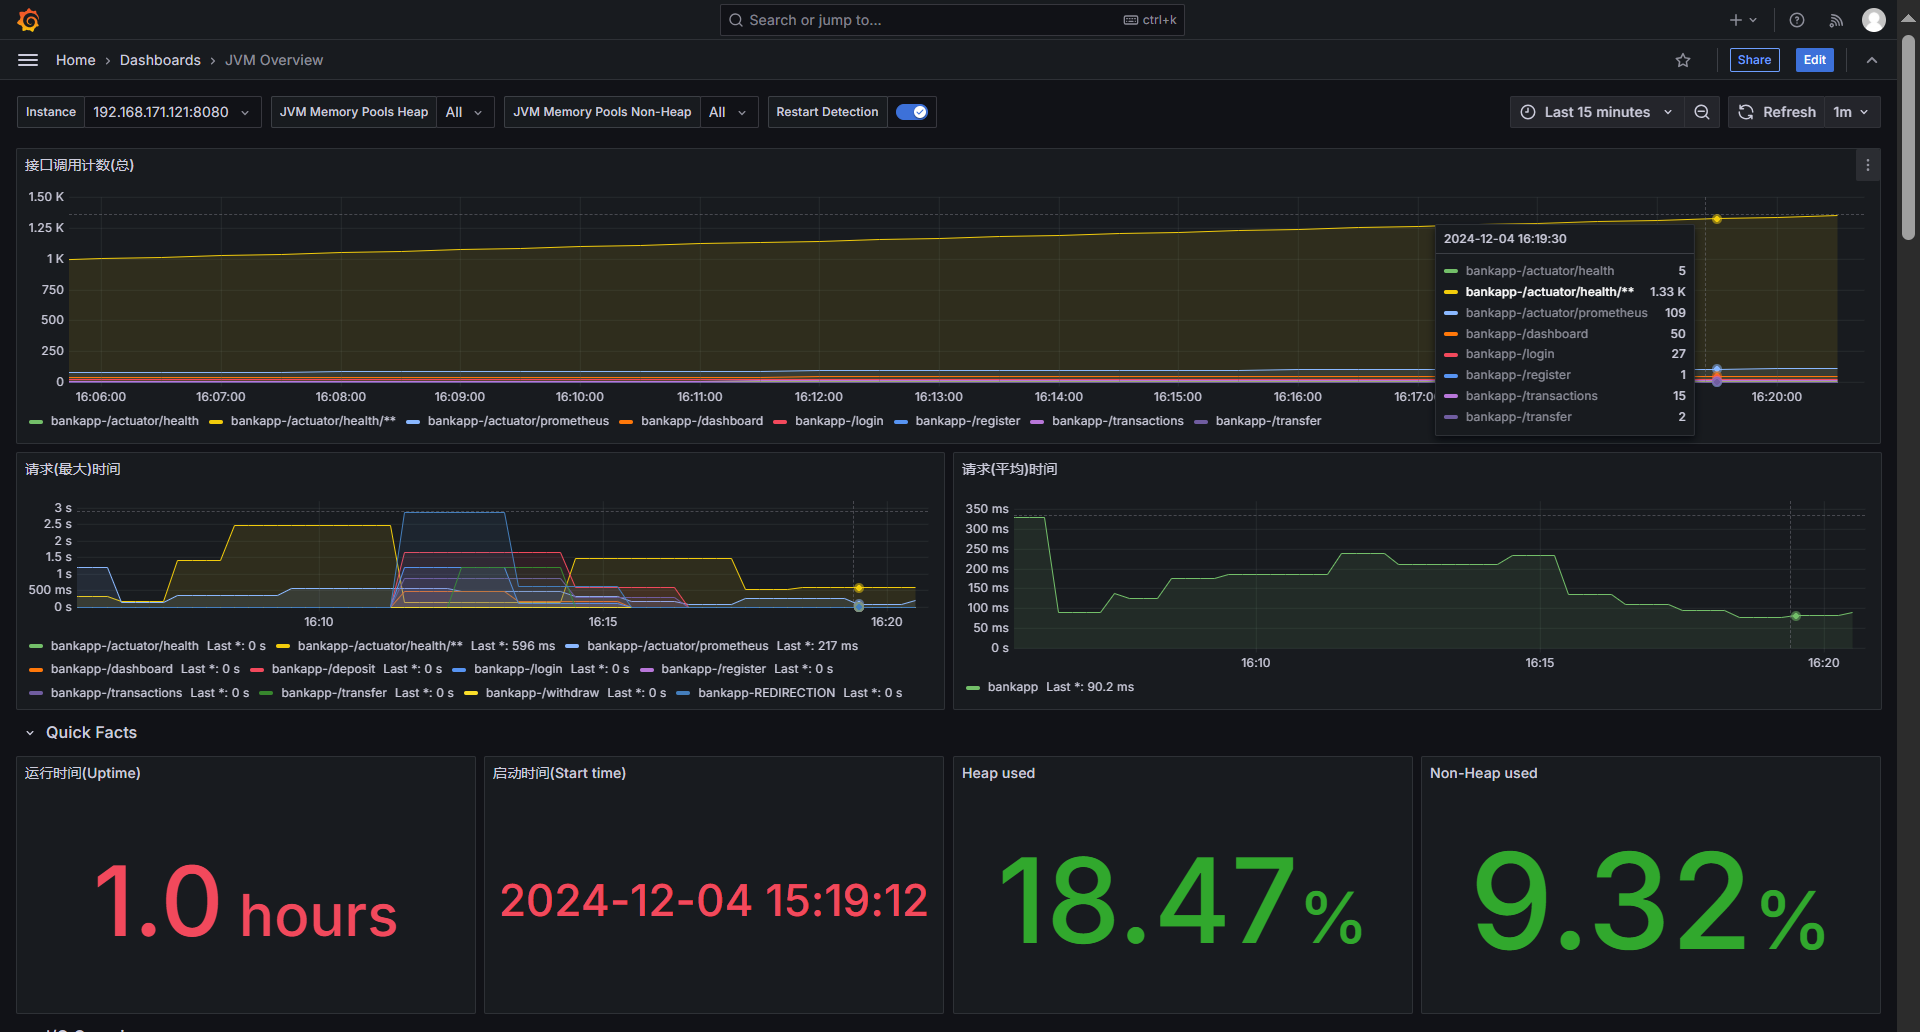 Search or jump to... ctrl+k
Home › Dashboards › JVM Overview Share Edit
Instance 192.168.171.121:8080 JVM Memory Pools Heap All JVM Memory Pools Non-Heap All Restart Detection Last 15 minutes Refresh 1m
接口调用计数(总)
1.50 K
1.25 K
1 K
750
500
250
0
16:06:00 16:07:00 16:08:00 16:09:00 16:10:00 16:11:00 16:12:00 16:13:00 16:14:00 16:15:00 16:16:00 16:17:0 16:20:00
bankapp-/actuator/health bankapp-/actuator/health/** bankapp-/actuator/prometheus bankapp-/dashboard bankapp-/login bankapp-/register bankapp-/transactions bankapp-/transfer
2024-12-04 16:19:30
bankapp-/actuator/health 5
bankapp-/actuator/health/** 1.33 K
bankapp-/actuator/prometheus 109
bankapp-/dashboard 50
bankapp-/login 27
bankapp-/register 1
bankapp-/transactions 15
bankapp-/transfer 2
请求(最大)时间
3 s
2.5 s
2 s
1.5 s
1 s
500 ms
0 s
16:10 16:15 16:20
bankapp-/actuator/health Last *: 0 s bankapp-/actuator/health/** Last *: 596 ms bankapp-/actuator/prometheus Last *: 217 ms
bankapp-/dashboard Last *: 0 s bankapp-/deposit Last *: 0 s bankapp-/login Last *: 0 s bankapp-/register Last *: 0 s
bankapp-/transactions Last *: 0 s bankapp-/transfer Last *: 0 s bankapp-/withdraw Last *: 0 s bankapp-REDIRECTION Last *: 0 s
请求(平均)时间
350 ms
300 ms
250 ms
200 ms
150 ms
100 ms
50 ms
0 s
16:10 16:15 16:20
bankapp Last *: 90.2 ms
Quick Facts
运行时间(Uptime)
1.0 hours
启动时间(Start time)
2024-12-04 15:19:12
Heap used
18.47%
Non-Heap used
9.32%